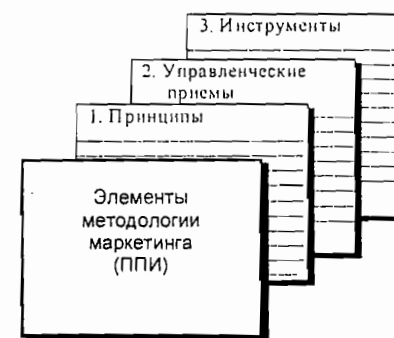 3. Инструменты
2. Управленческие
приемы
1. Принципы
Элементы
методологии
маркетинга
(ППИ)